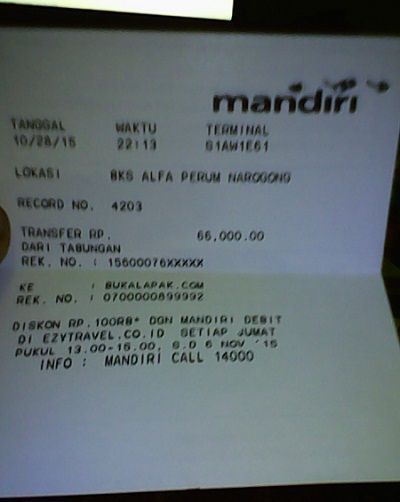 mandiri
TANGGAL WAKTU TERMINAL
10/28/15 22:13 S1AW1E61
LOKASI BKS ALFA PERUM NAROGONG
RECORD NO. 4203
TRANSFER RP. 66,000.00
DARI TABUNGAN
REK. NO. : 15600076XXXXX
KE : BUKALAPAK.COM
REK. NO. : 0700000899992
DISKON RP.100RB* DGN MANDIRI DEBIT
DI EZYTRAVEL.CO.ID SETIAP JUMAT
PUKUL 13.00-15.00, S.D 6 NOV '15
INFO : MANDIRI CALL 14000